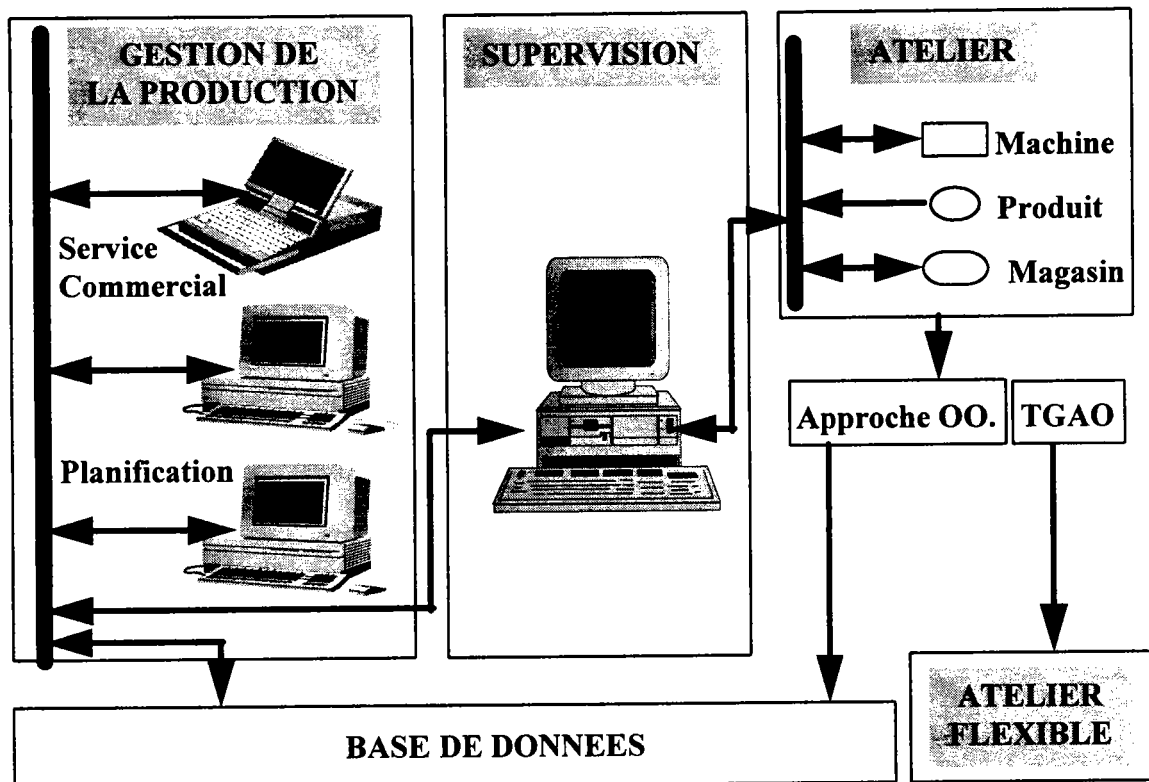 GESTION DE
LA PRODUCTION
Service
Commercial
Planification
SUPERVISION
ATELIER
Machine
Produit
Magasin
Approche OO.
TGAO
BASE DE DONNEES
ATELIER
FLEXIBLE